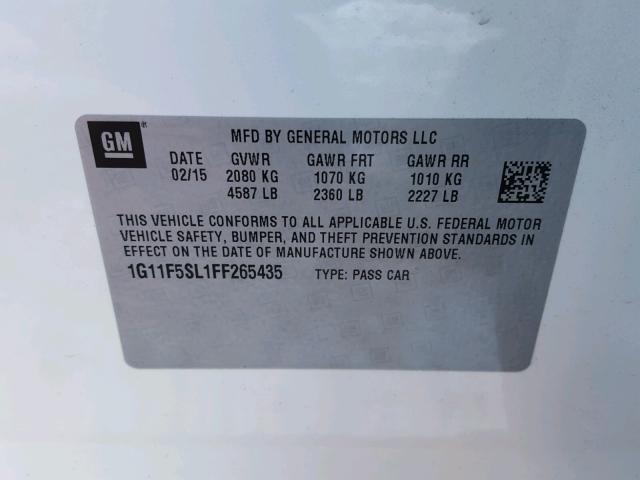 GM
MFD BY GENERAL MOTORS LLC
DATE GVWR GAWR FRT GAWR RR
02/15 2080 KG 1070 KG 1010 KG
4587 LB 2360 LB 2227 LB
THIS VEHICLE CONFORMS TO ALL APPLICABLE U.S. FEDERAL MOTOR
VEHICLE SAFETY, BUMPER, AND THEFT PREVENTION STANDARDS IN
EFFECT ON THE DATE OF MANUFACTURE SHOWN ABOVE.
1G11F5SL1FF265435 TYPE: PASS CAR